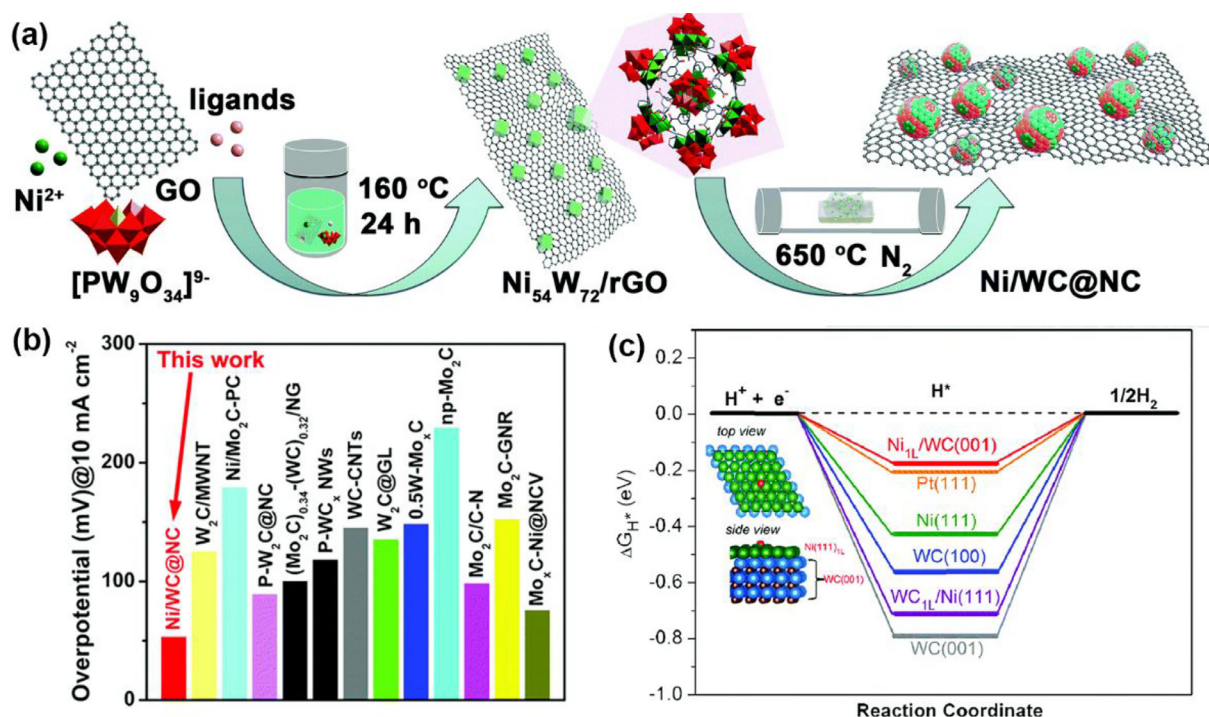 (a)
ligands
Ni²⁺
GO
[PW₉O₃₄]⁹⁻
160 °C
24 h
Ni₅₄W₇₂/rGO
650 °C N₂
Ni/WC@NC
(b)
This work
Overpotential (mV)@10 mA cm⁻²
300
200
100
0
Ni/WC@NC
W₂C/MWNT
Ni/Mo₂C-PC
P-W₂C@NC
(Mo₂C)₀.₃₄-(WC)₀.₃₂/NG
P-WCₓ NWs
WC-CNTs
W₂C@GL
0.5W-MoₓC
np-Mo₂C
Mo₂C/C-N
Mo₂C-GNR
MoₓC-Ni@NCV
(c)
ΔG_H* (eV)
0.2
0.0
-0.2
-0.4
-0.6
-0.8
-1.0
H⁺ + e⁻
H*
1/2H₂
top view
side view
Ni(111)₁L
WC(001)
Ni₁L/WC(001)
Pt(111)
Ni(111)
WC(100)
WC₁L/Ni(111)
WC(001)
Reaction Coordinate